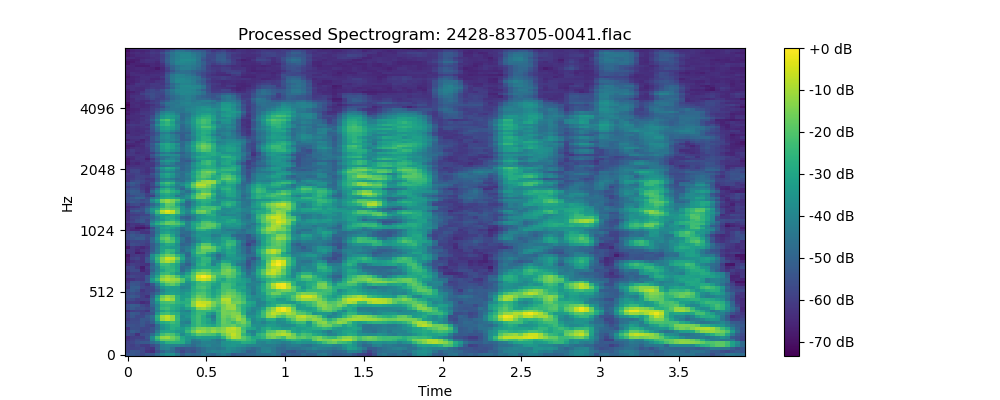 Processed Spectrogram: 2428-83705-0041.flac
+0 dB
-10 dB
-20 dB
-30 dB
-40 dB
-50 dB
-60 dB
-70 dB
4096
2048
1024
512
0
Hz
0 0.5 1 1.5 2 2.5 3 3.5
Time